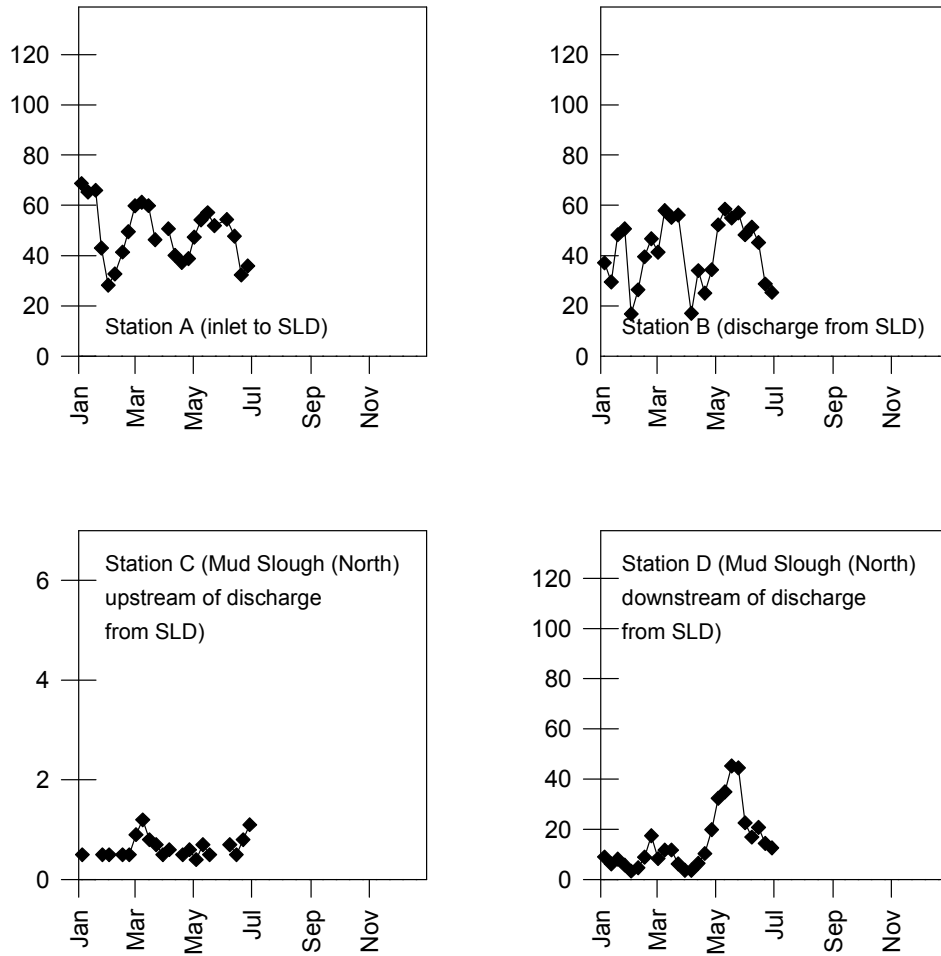 120
100
80
60
40
20
0
Station A (inlet to SLD)
Jan
Mar
May
Jul
Sep
Nov
120
100
80
60
40
20
0
Station B (discharge from SLD)
Jan
Mar
May
Jul
Sep
Nov
6
4
2
0
Station C (Mud Slough (North)
upstream of discharge
from SLD)
Jan
Mar
May
Jul
Sep
Nov
120
100
80
60
40
20
0
Station D (Mud Slough (North)
downstream of discharge
from SLD)
Jan
Mar
May
Jul
Sep
Nov